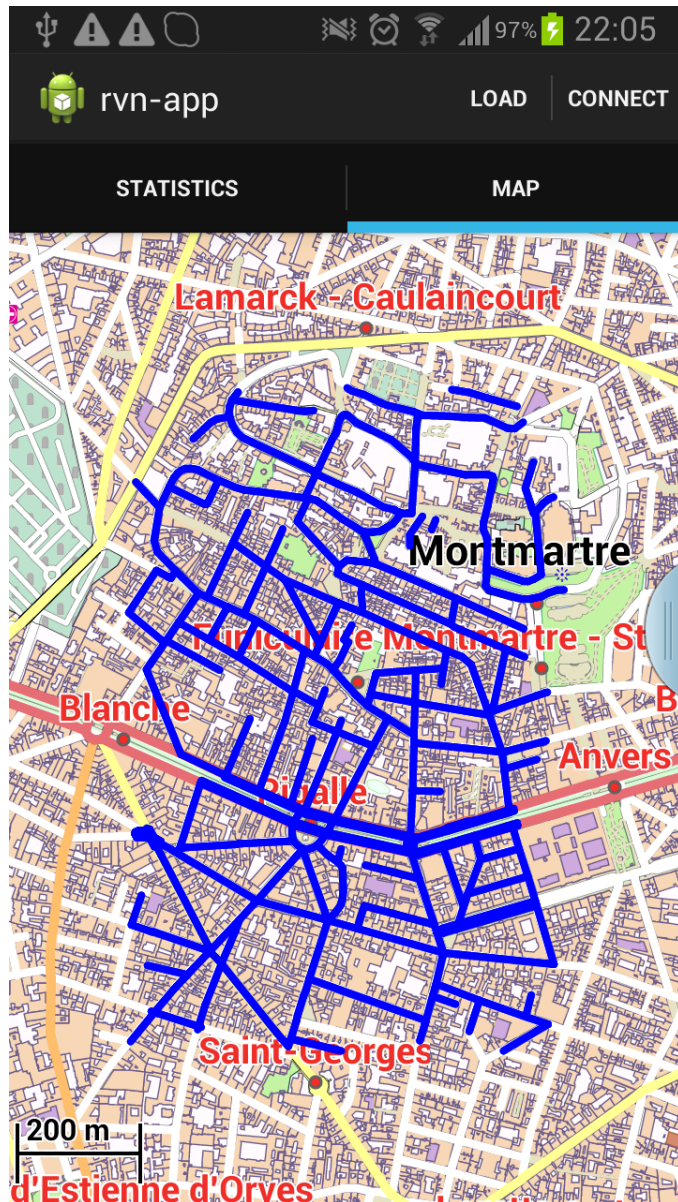 97% 22:05
rvn-app LOAD CONNECT
STATISTICS MAP
Lamarck - Caulaincourt
Montmartre
Funiculaire Montmartre - St
Blanche
B
Anvers
Pigalle
Saint-Georges
200 m
d'Estienne d'Orves